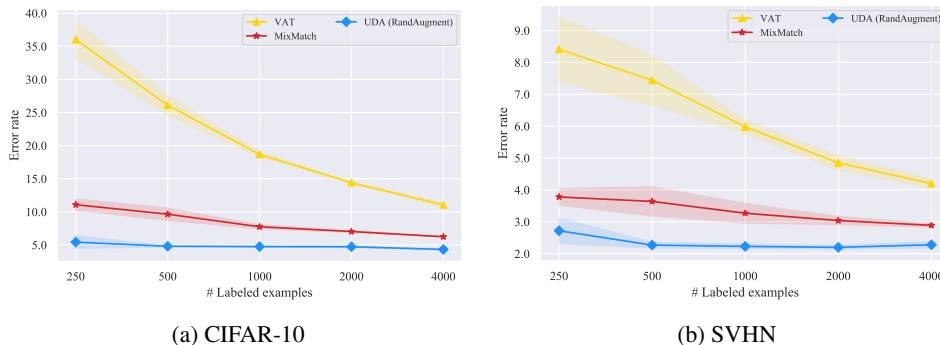 VAT
MixMatch
UDA (RandAugment)
40.0
35.0
30.0
25.0
20.0
15.0
10.0
5.0
Error rate
250 500 1000 2000 4000
# Labeled examples
(a) CIFAR-10
VAT
MixMatch
UDA (RandAugment)
9.0
8.0
7.0
6.0
5.0
4.0
3.0
2.0
Error rate
250 500 1000 2000 4000
# Labeled examples
(b) SVHN